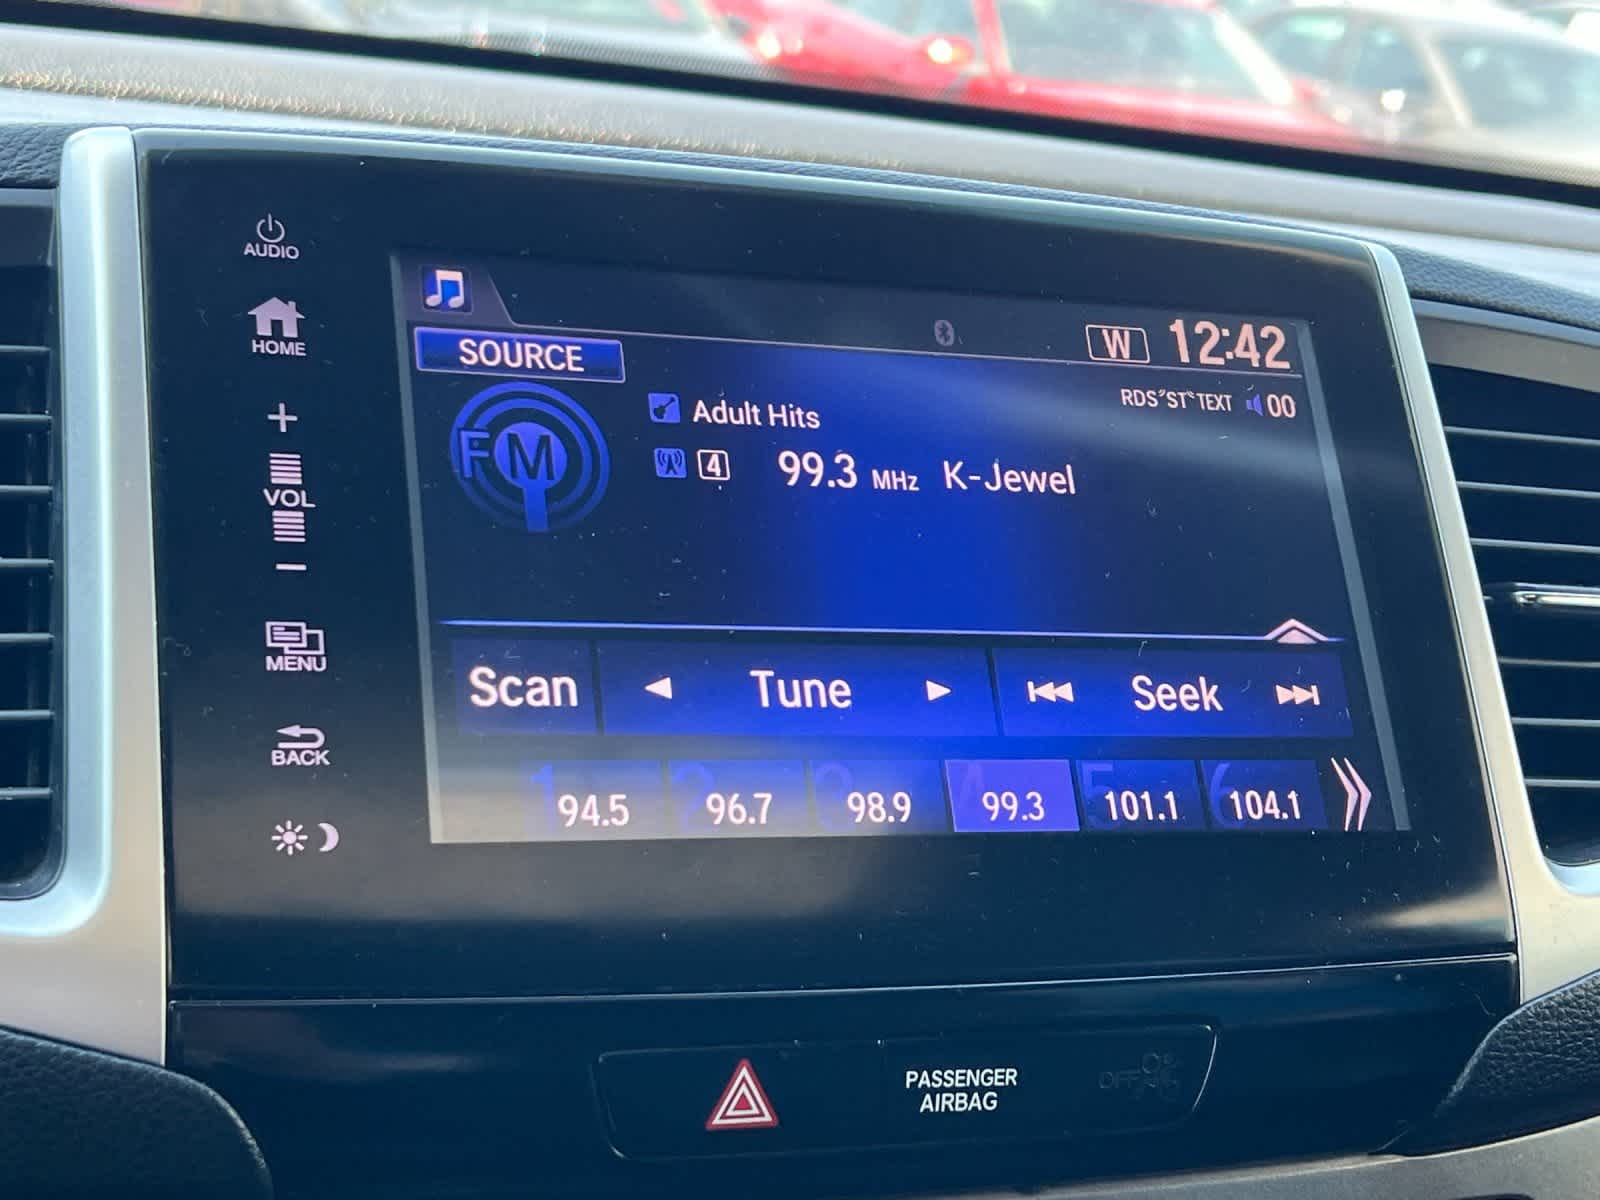 AUDIO
HOME
+
VOL
−
MENU
BACK
SOURCE
W 12:42
RDS "ST" TEXT 00
FM
Adult Hits
4 99.3 MHz K-Jewel
Scan Tune Seek
1 2 3 4 5 6
94.5 96.7 98.9 99.3 101.1 104.1
PASSENGER
AIRBAG
OFF